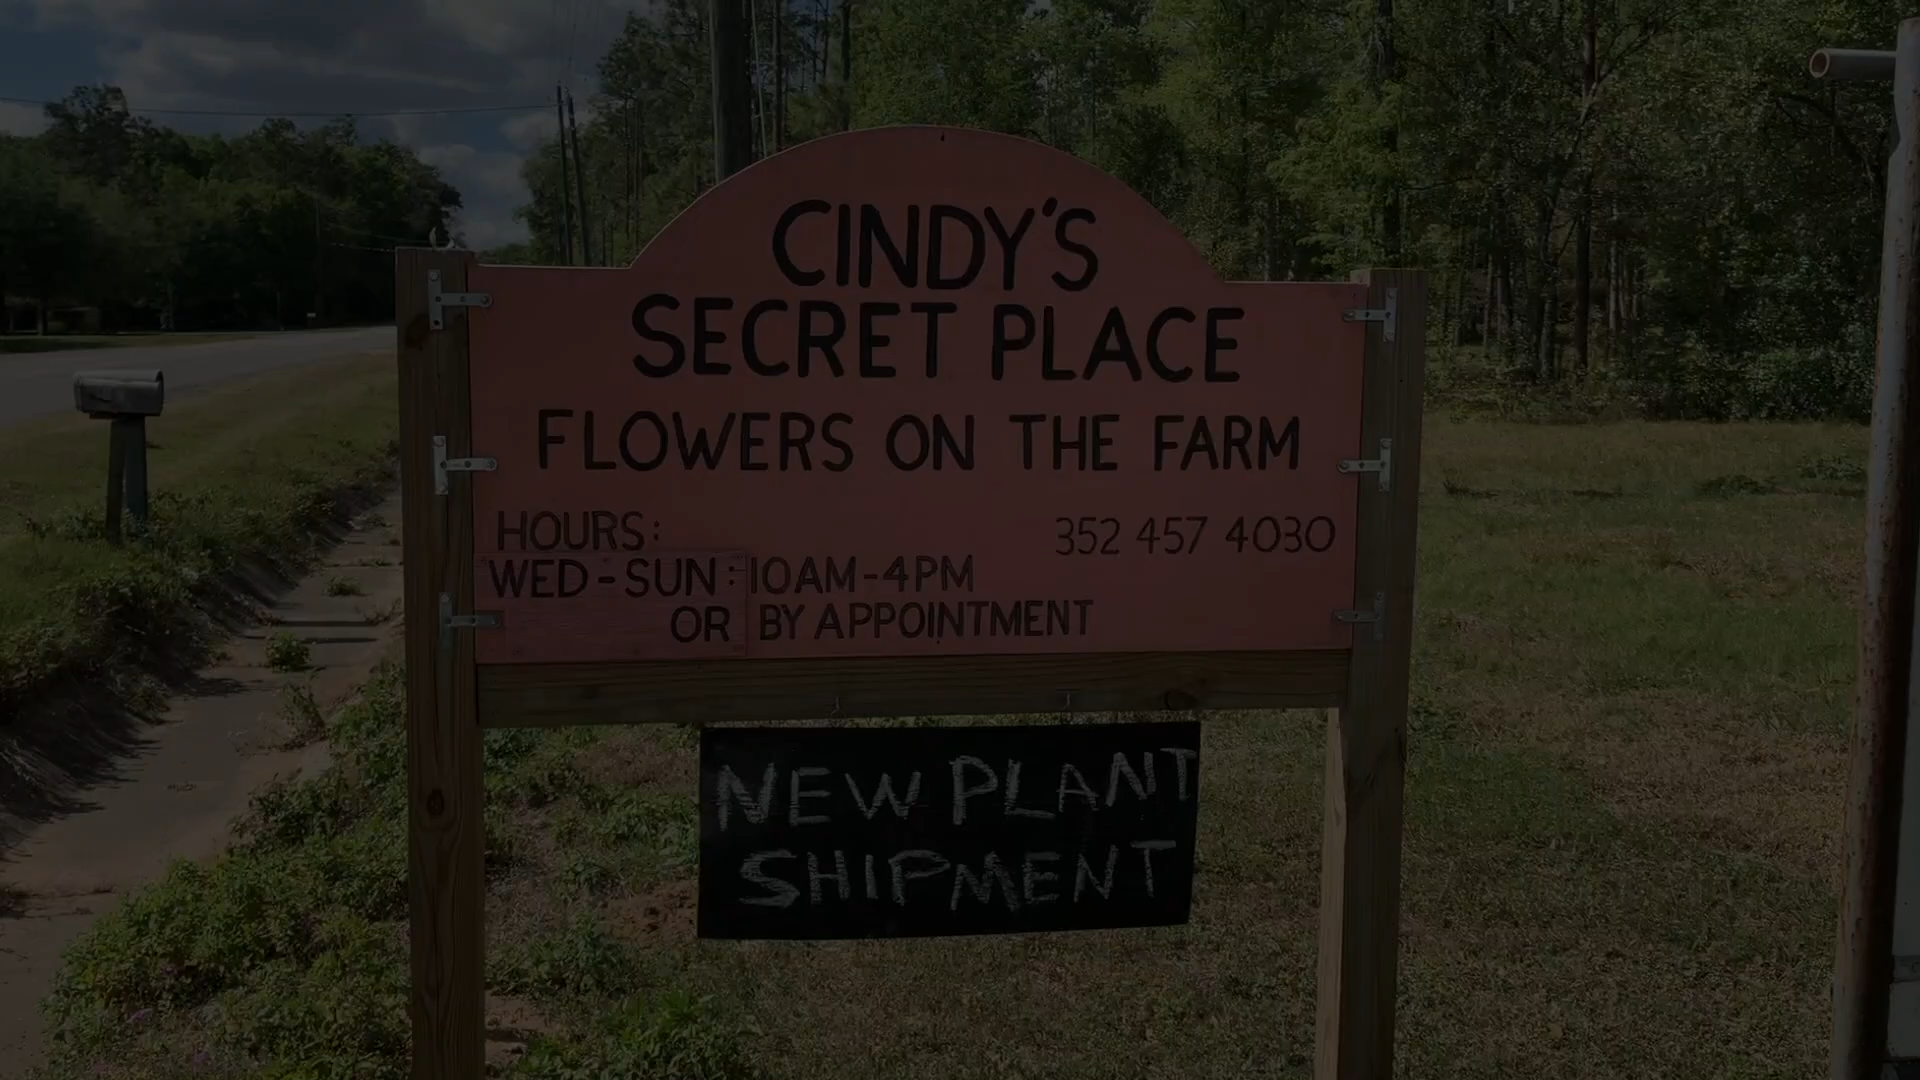 CINDY'S
SECRET PLACE
FLOWERS ON THE FARM
HOURS:
352 457 4030
WED-SUN: 10AM-4PM
OR BY APPOINTMENT
NEW PLANT
SHIPMENT